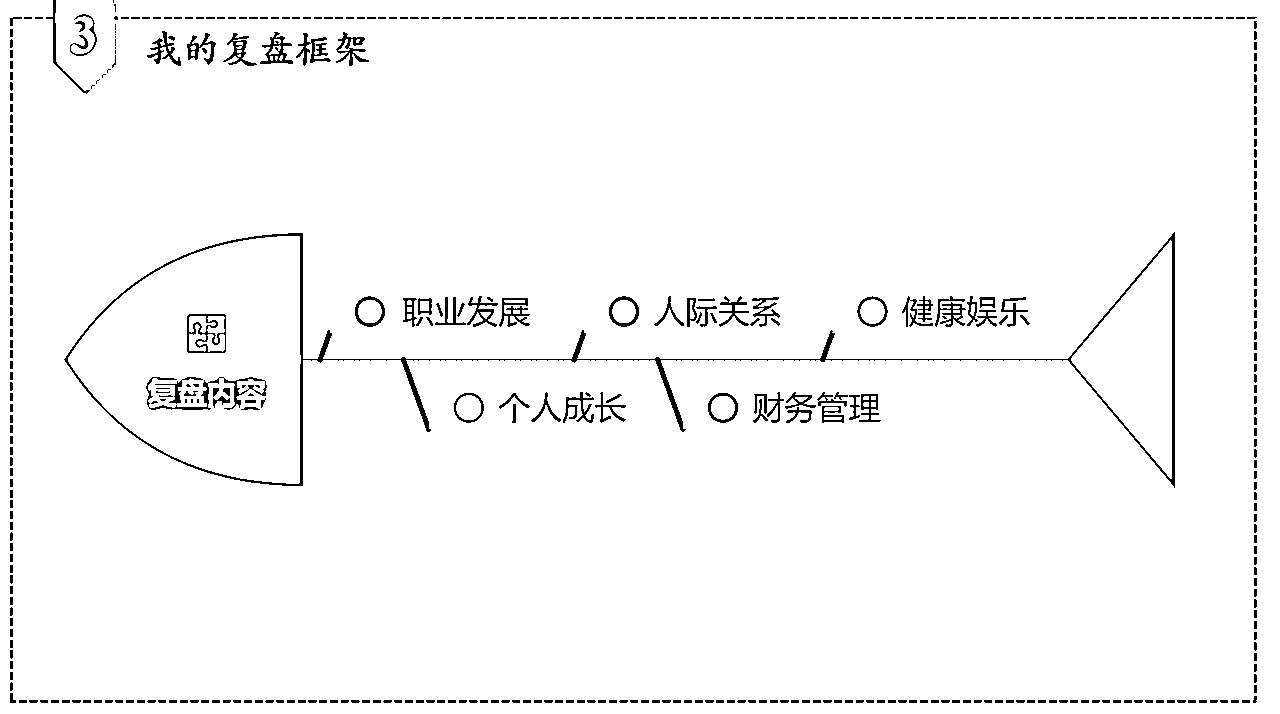 3
我的复盘框架
职业发展
人际关系
健康娱乐
复盘内容
个人成长
财务管理